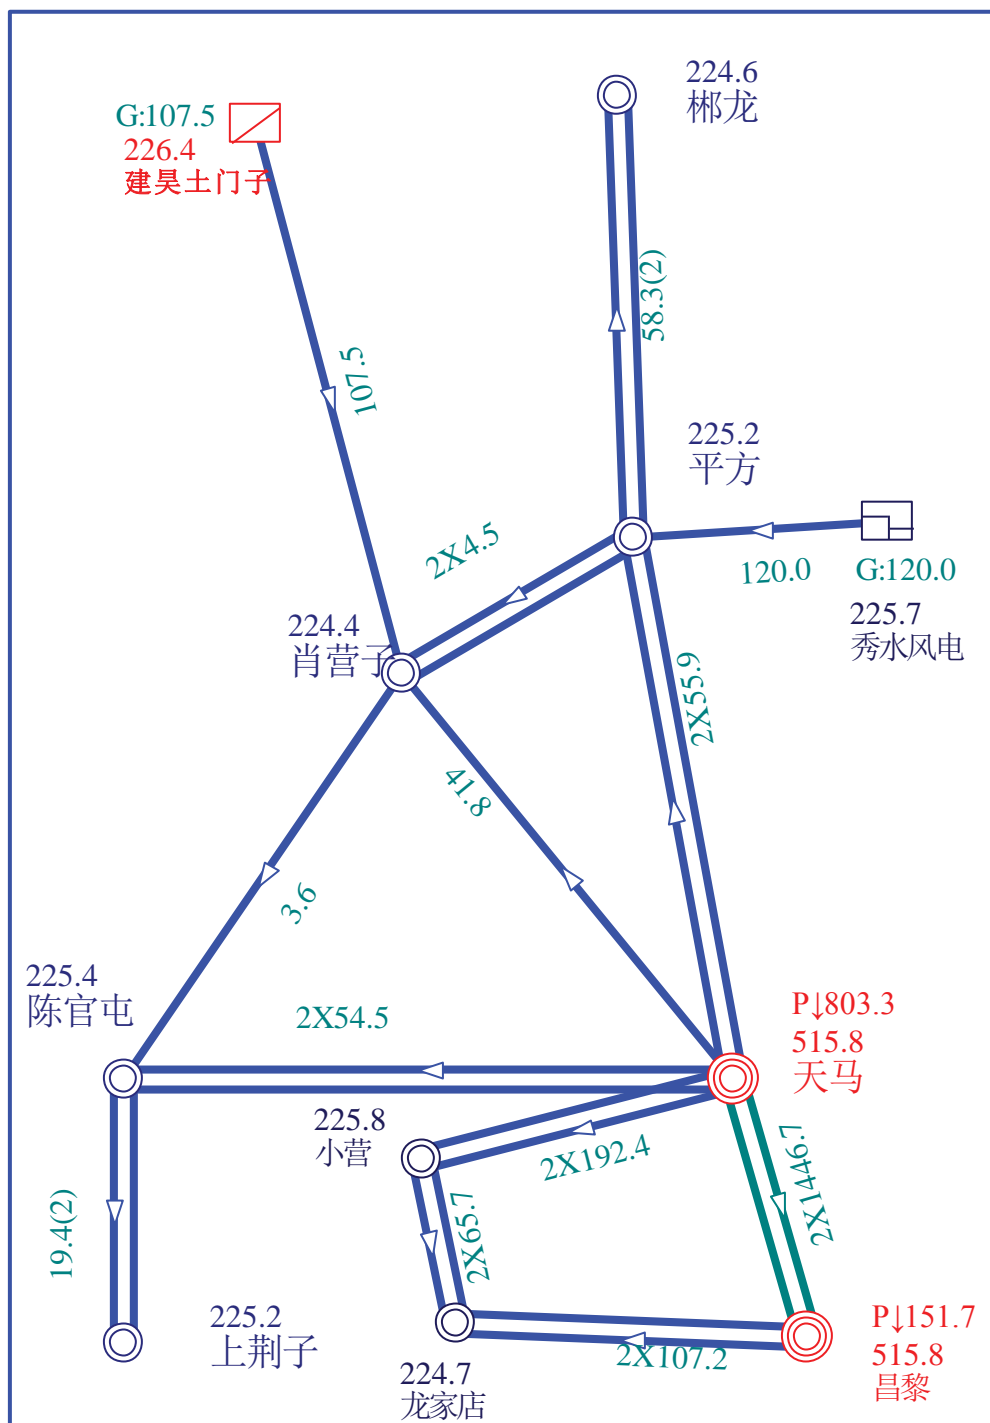 224.6
郴龙
G:107.5
226.4
建昊土门子
58.3(2)
107.5
225.2
平方
2X4.5
120.0
G:120.0
225.7
秀水风电
224.4
肖营子
2X55.9
41.8
3.6
225.4
陈官屯
2X54.5
P↓803.3
515.8
天马
225.8
小营
2X192.4
2X1446.7
19.4(2)
2X65.7
225.2
上荆子
P↓151.7
515.8
昌黎
2X107.2
224.7
龙家店